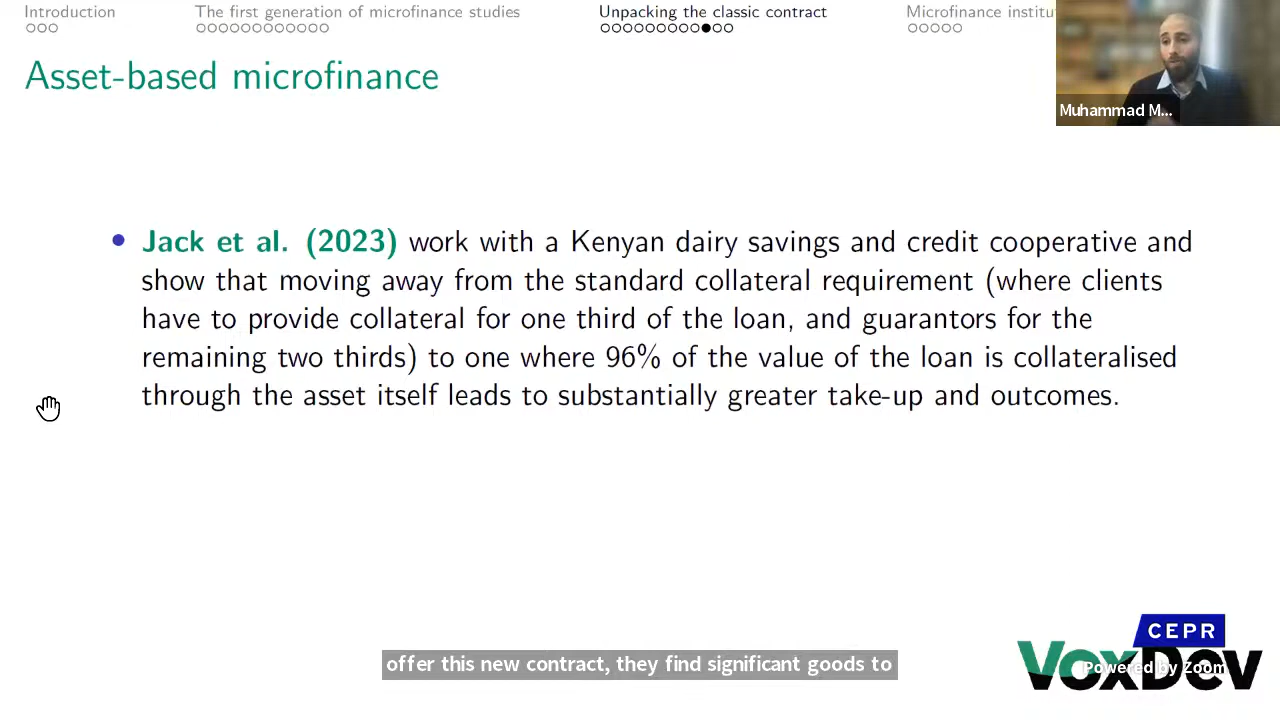 Introduction
The first generation of microfinance studies
Unpacking the classic contract
Microfinance institu
Asset-based microfinance
Muhammad M...
• Jack et al. (2023) work with a Kenyan dairy savings and credit cooperative and
show that moving away from the standard collateral requirement (where clients
have to provide collateral for one third of the loan, and guarantors for the
remaining two thirds) to one where 96% of the value of the loan is collateralised
through the asset itself leads to substantially greater take-up and outcomes.
offer this new contract, they find significant goods to
CEPR
VoxDev
Powered by Zoom